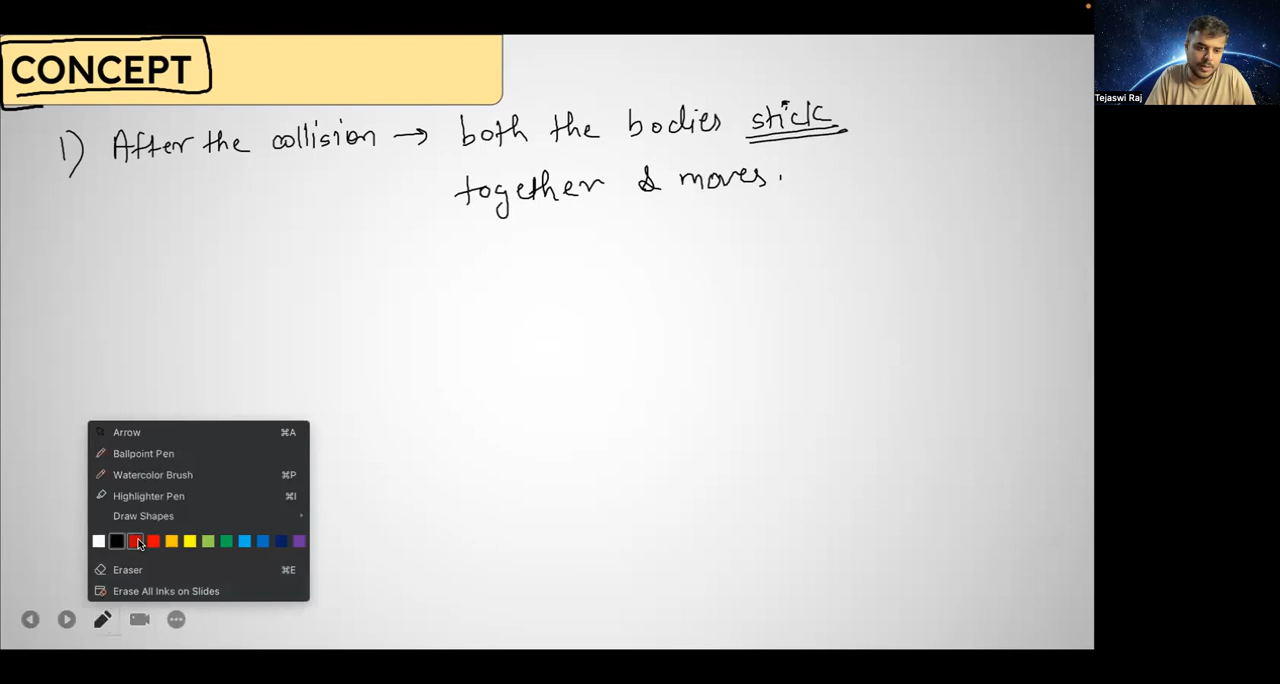 CONCEPT
Tejaswi Raj
1) After the collision → both the bodies stick
together & moves.
Arrow ⌘A
Ballpoint Pen
Watercolor Brush ⌘P
Highlighter Pen ⌘I
Draw Shapes
Eraser ⌘E
Erase All Inks on Slides